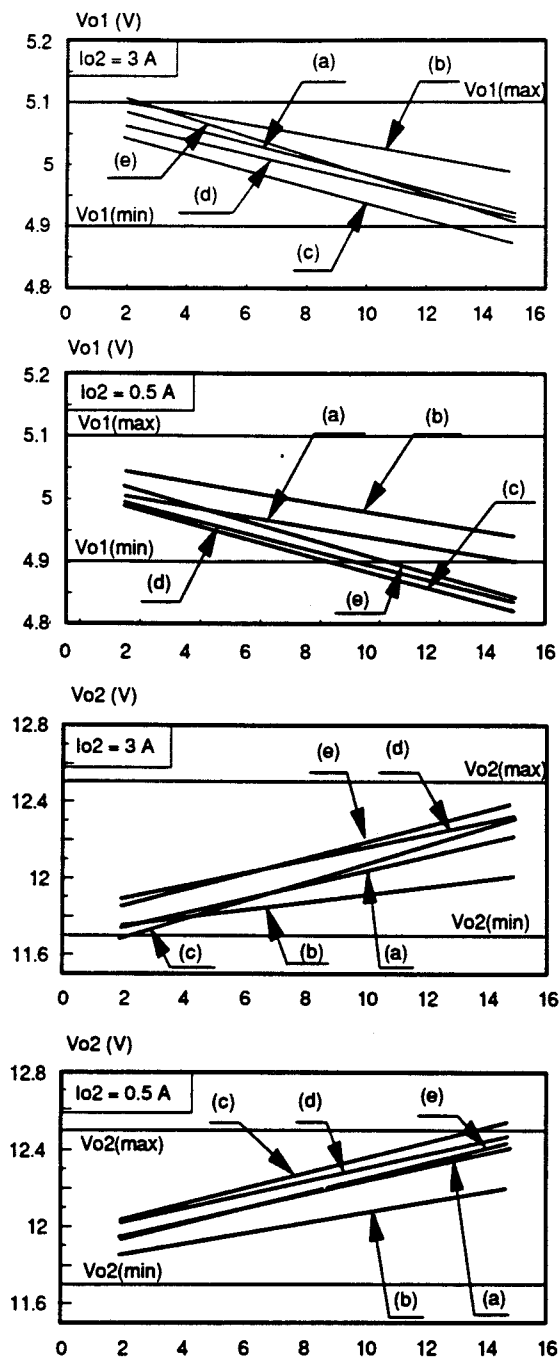 Vo1 (V)
5.2
Io2 = 3 A
(a)
(b)
Vo1(max)
5.1
5
(e)
(d)
Vo1(min)
4.9
(c)
4.8
0 2 4 6 8 10 12 14 16
Vo1 (V)
5.2
Io2 = 0.5 A
Vo1(max)
(a)
(b)
5.1
(c)
5
Vo1(min)
4.9
(d)
(e)
4.8
0 2 4 6 8 10 12 14 16
Vo2 (V)
12.8
Io2 = 3 A
(e)
(d)
Vo2(max)
12.4
12
Vo2(min)
11.6
(c)
(b)
(a)
0 2 4 6 8 10 12 14 16
Vo2 (V)
12.8
Io2 = 0.5 A
(c)
(d)
(e)
Vo2(max)
12.4
12
Vo2(min)
11.6
(b)
(a)
0 2 4 6 8 10 12 14 16